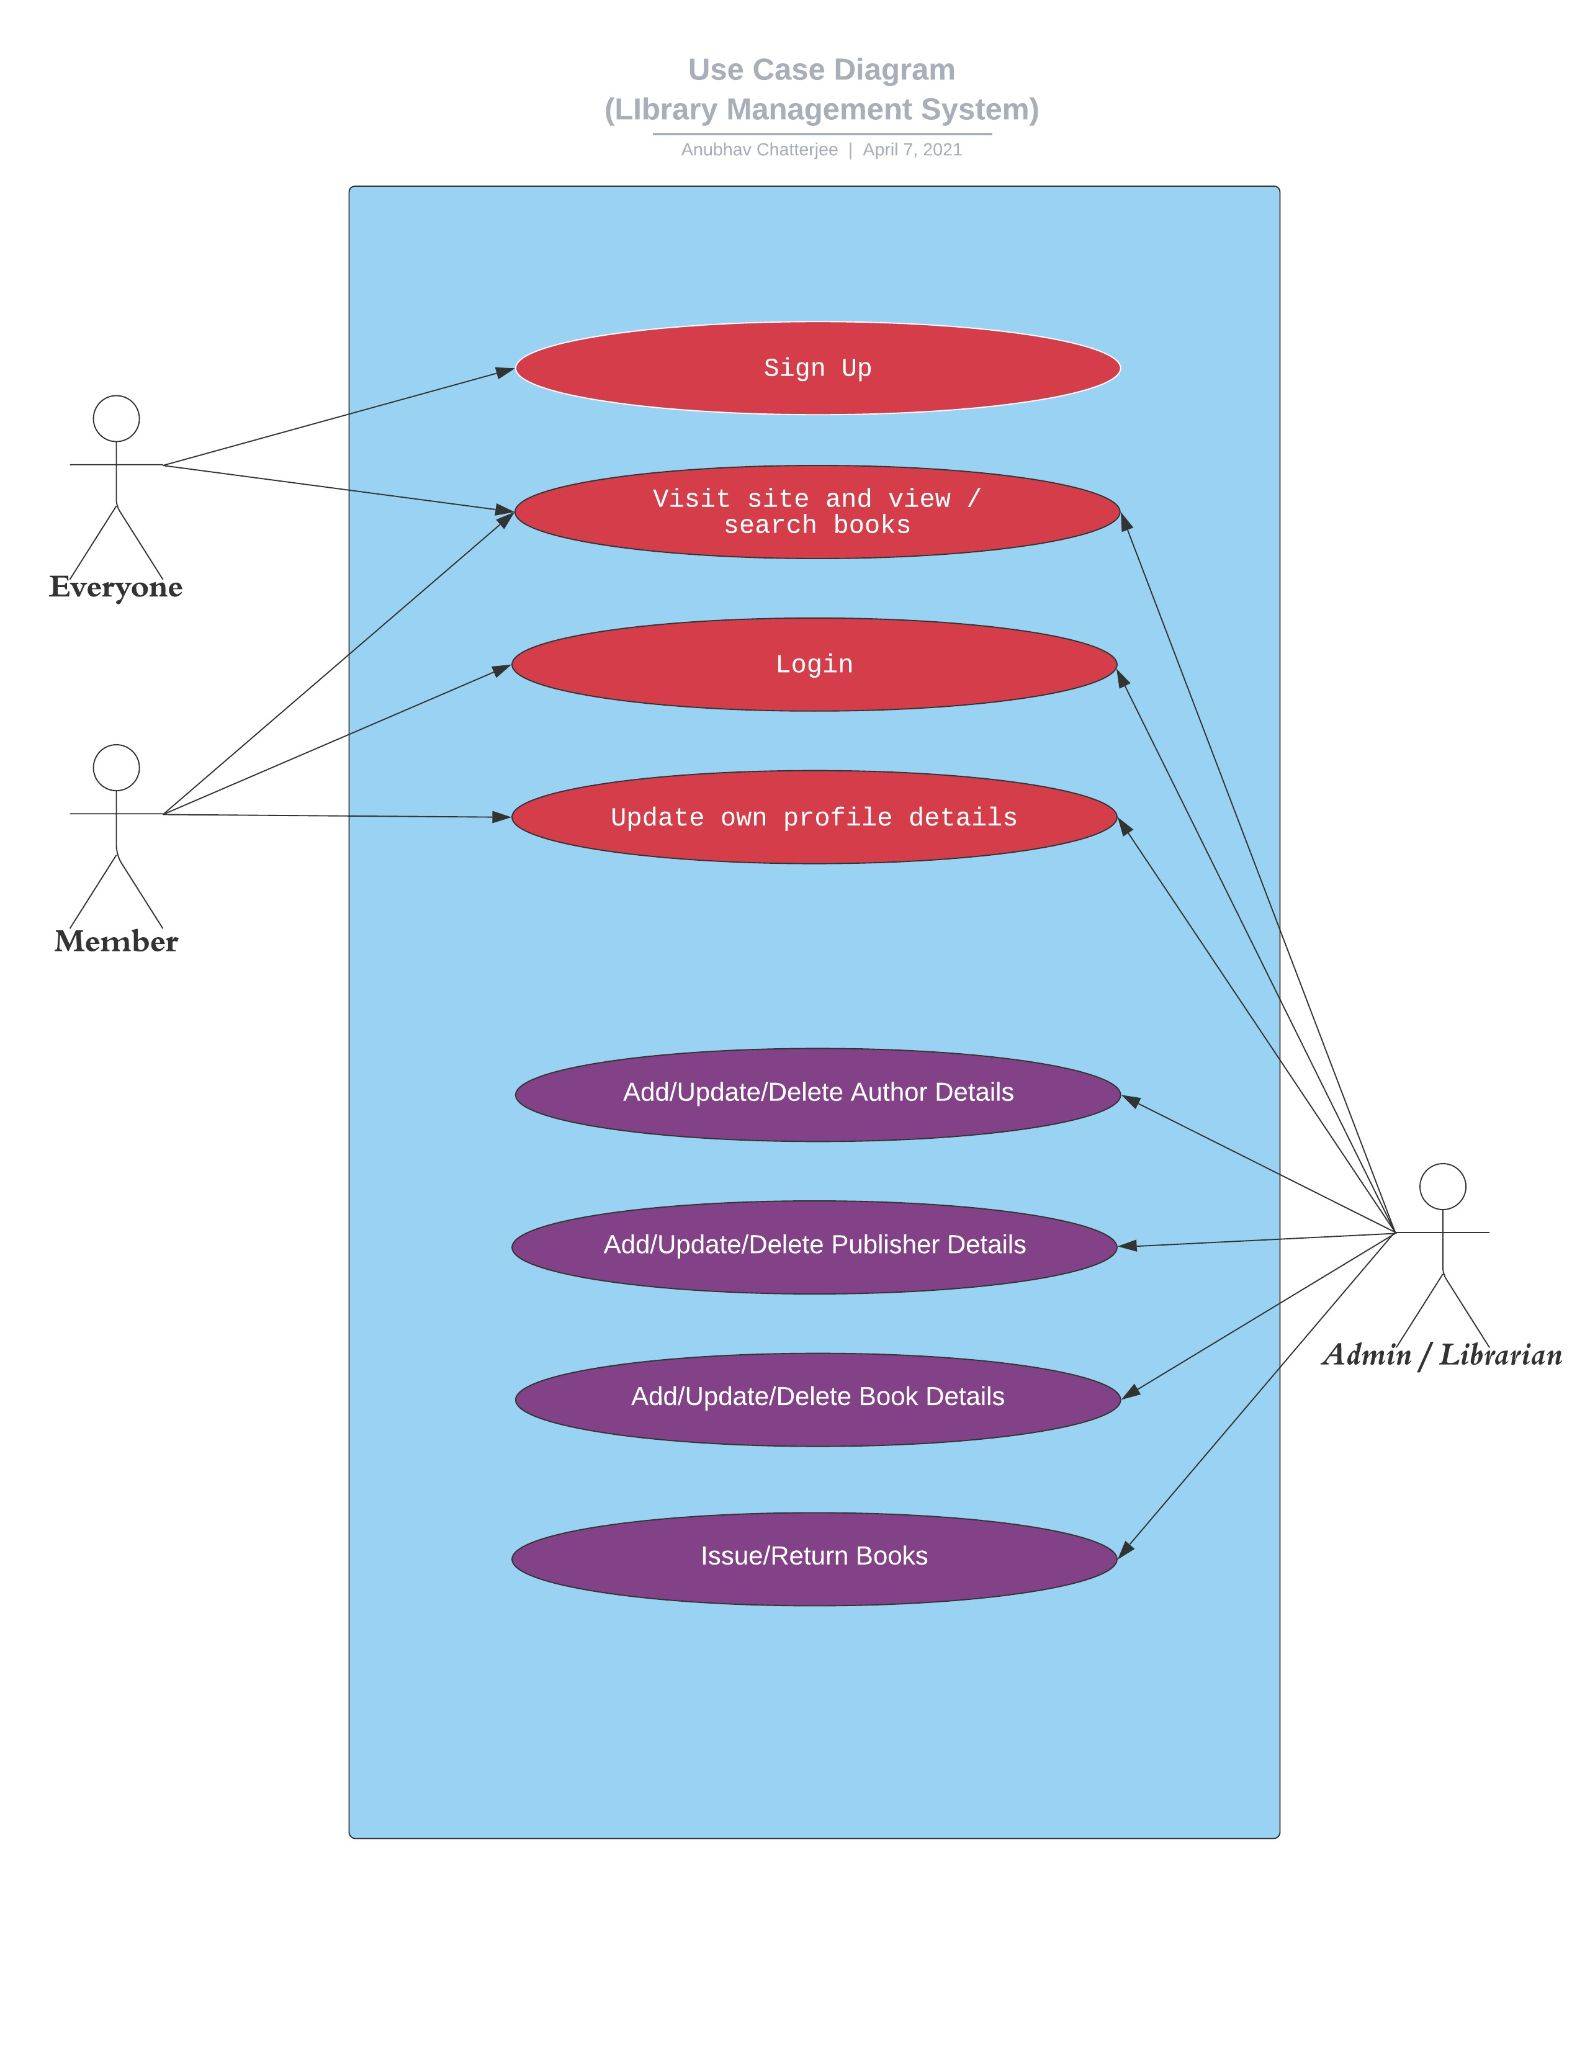 Use Case Diagram
(LIbrary Management System)
Anubhav Chatterjee | April 7, 2021
Sign Up
Visit site and view /
search books
Everyone
Login
Update own profile details
Member
Add/Update/Delete Author Details
Add/Update/Delete Publisher Details
Admin / Librarian
Add/Update/Delete Book Details
Issue/Return Books